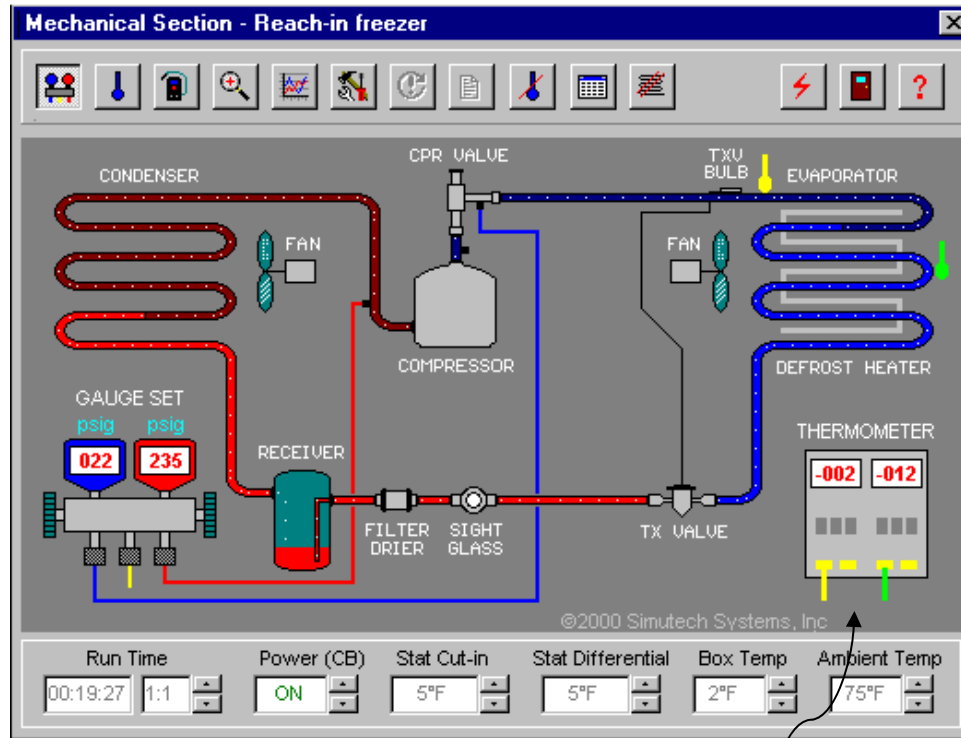 Mechanical Section - Reach-in freezer
?
CPR VALVE
TXV
BULB
CONDENSER
EVAPORATOR
FAN
FAN
COMPRESSOR
DEFROST HEATER
GAUGE SET
psig psig
022 235
THERMOMETER
-002 -012
RECEIVER
FILTER
DRIER
SIGHT
GLASS
TX VALVE
©2000 Simutech Systems, Inc
Run Time Power (CB) Stat Cut-in Stat Differential Box Temp Ambient Temp
00:19:27 1:1 ON 5°F 5°F 2°F 75°F